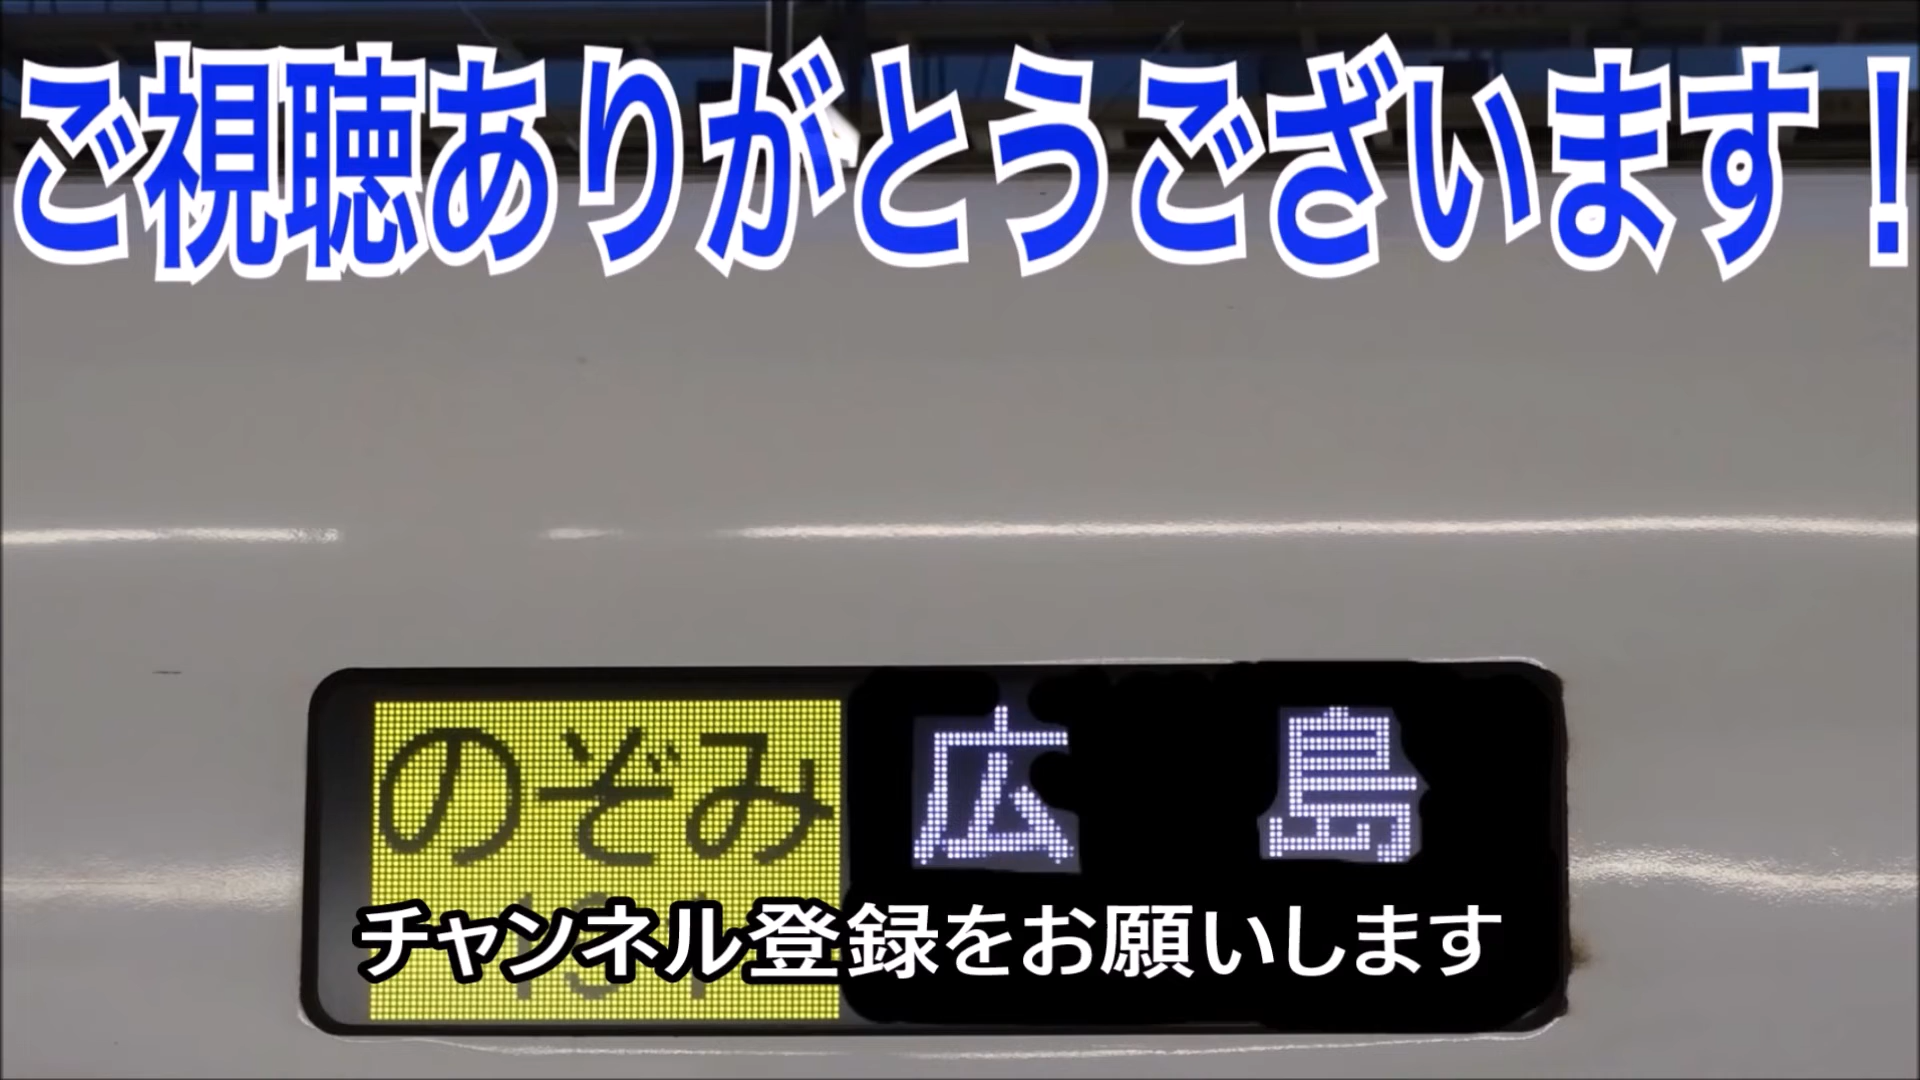 ご視聴ありがとうございます！
のぞみ 広島
チャンネル登録をお願いします